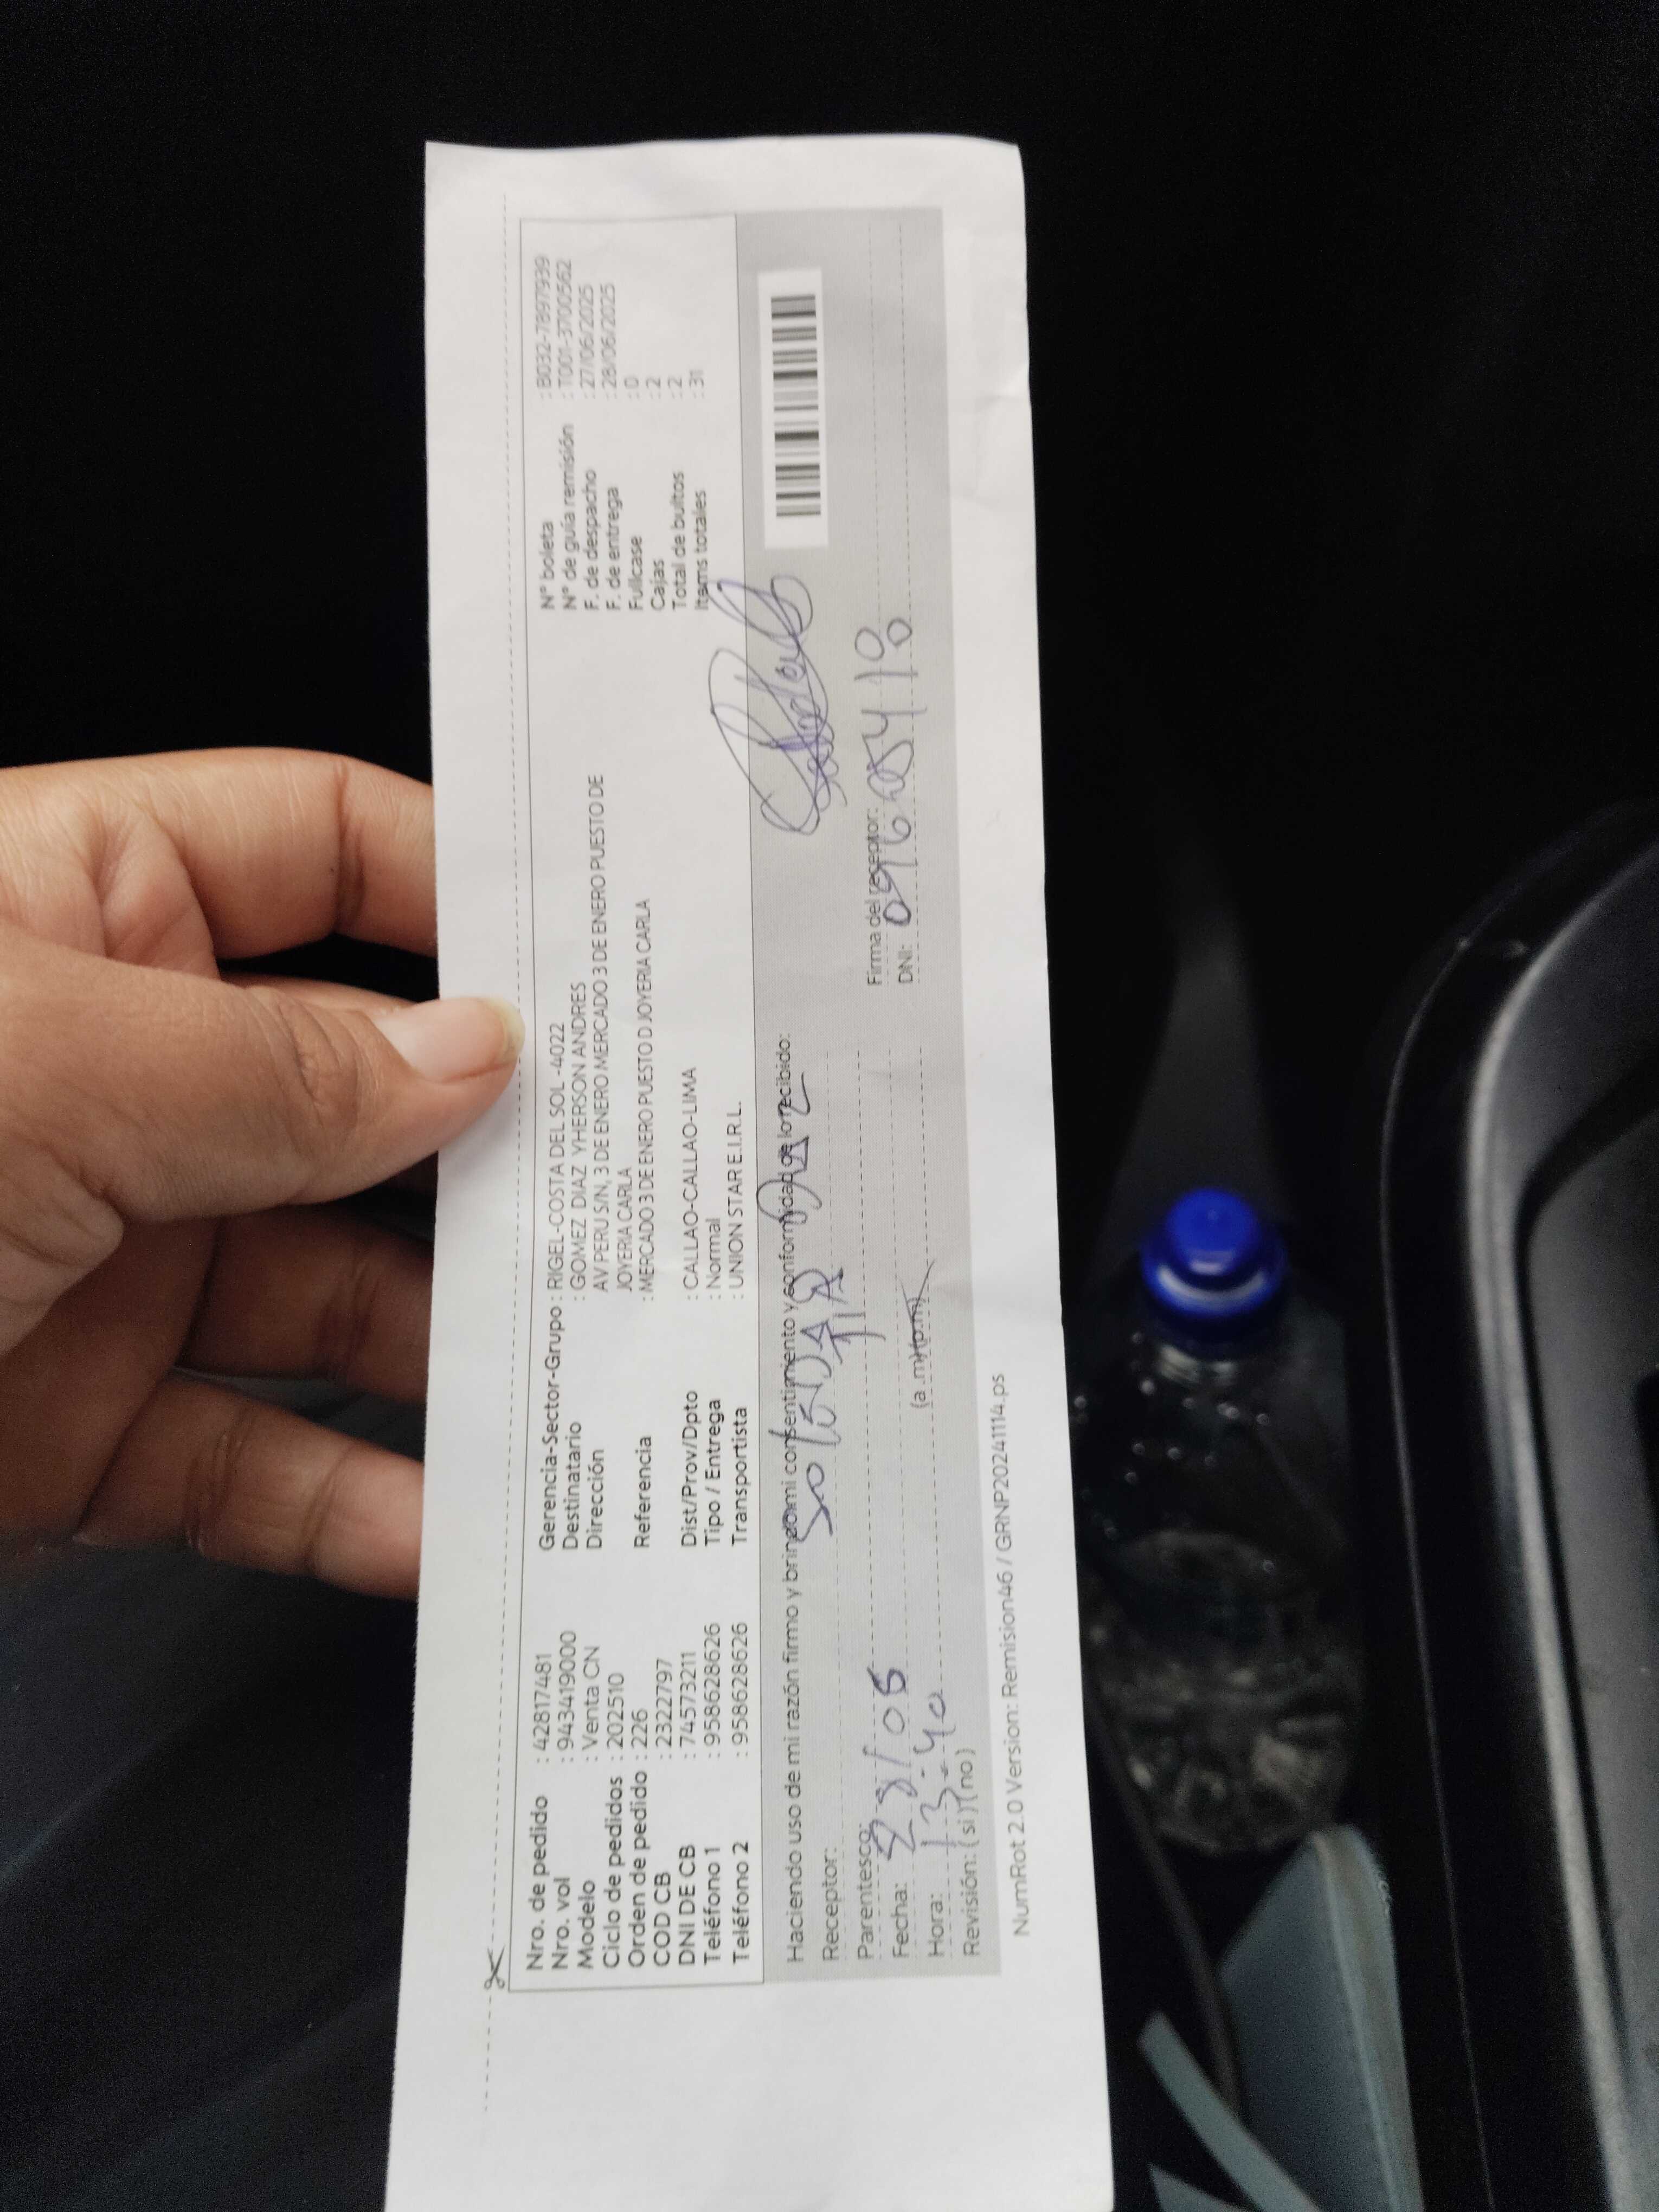 Nro. de pedido : 42817481
Nro. vol : 943419000
Modelo : Venta CN
Ciclo de pedidos : 202510
Orden de pedido : 226
COD CB : 2322797
DNI DE CB : 74573211
Teléfono 1 : 958628626
Teléfono 2 : 958628626
Gerencia-Sector-Grupo : RIGEL-COSTA DEL SOL -4022
Destinatario : GOMEZ DIAZ YHERSON ANDRES
Dirección AV PERU S/N, 3 DE ENERO MERCADO 3 DE ENERO PUESTO DE
JOYERIA CARLA
Referencia : MERCADO 3 DE ENERO PUESTO D JOYERIA CARLA
Dist/Prov/Dpto : CALLAO-CALLAO-LIMA
Tipo / Entrega : Normal
Transportista : UNION STAR E.I.R.L.
N° boleta : B032-7897939
N° de guía remisión : T001-3700562
F. de despacho : 27/06/2025
F. de entrega : 28/06/2025
Fullcase : 0
Cajas : 2
Total de bultos : 2
Items totales : 31
Haciendo uso de mi razón firmo y brindo mi consentimiento y conformidad de lo recibido:
Receptor: DIAZ
Parentesco: TIA
Fecha: 28/06
Hora: 13:40 (a.m) (p.m)
Revisión: (si) (no)
Firma del receptor:
DNI:
NumRot 2.0 Version: Remision46 / GRNP20241114.ps